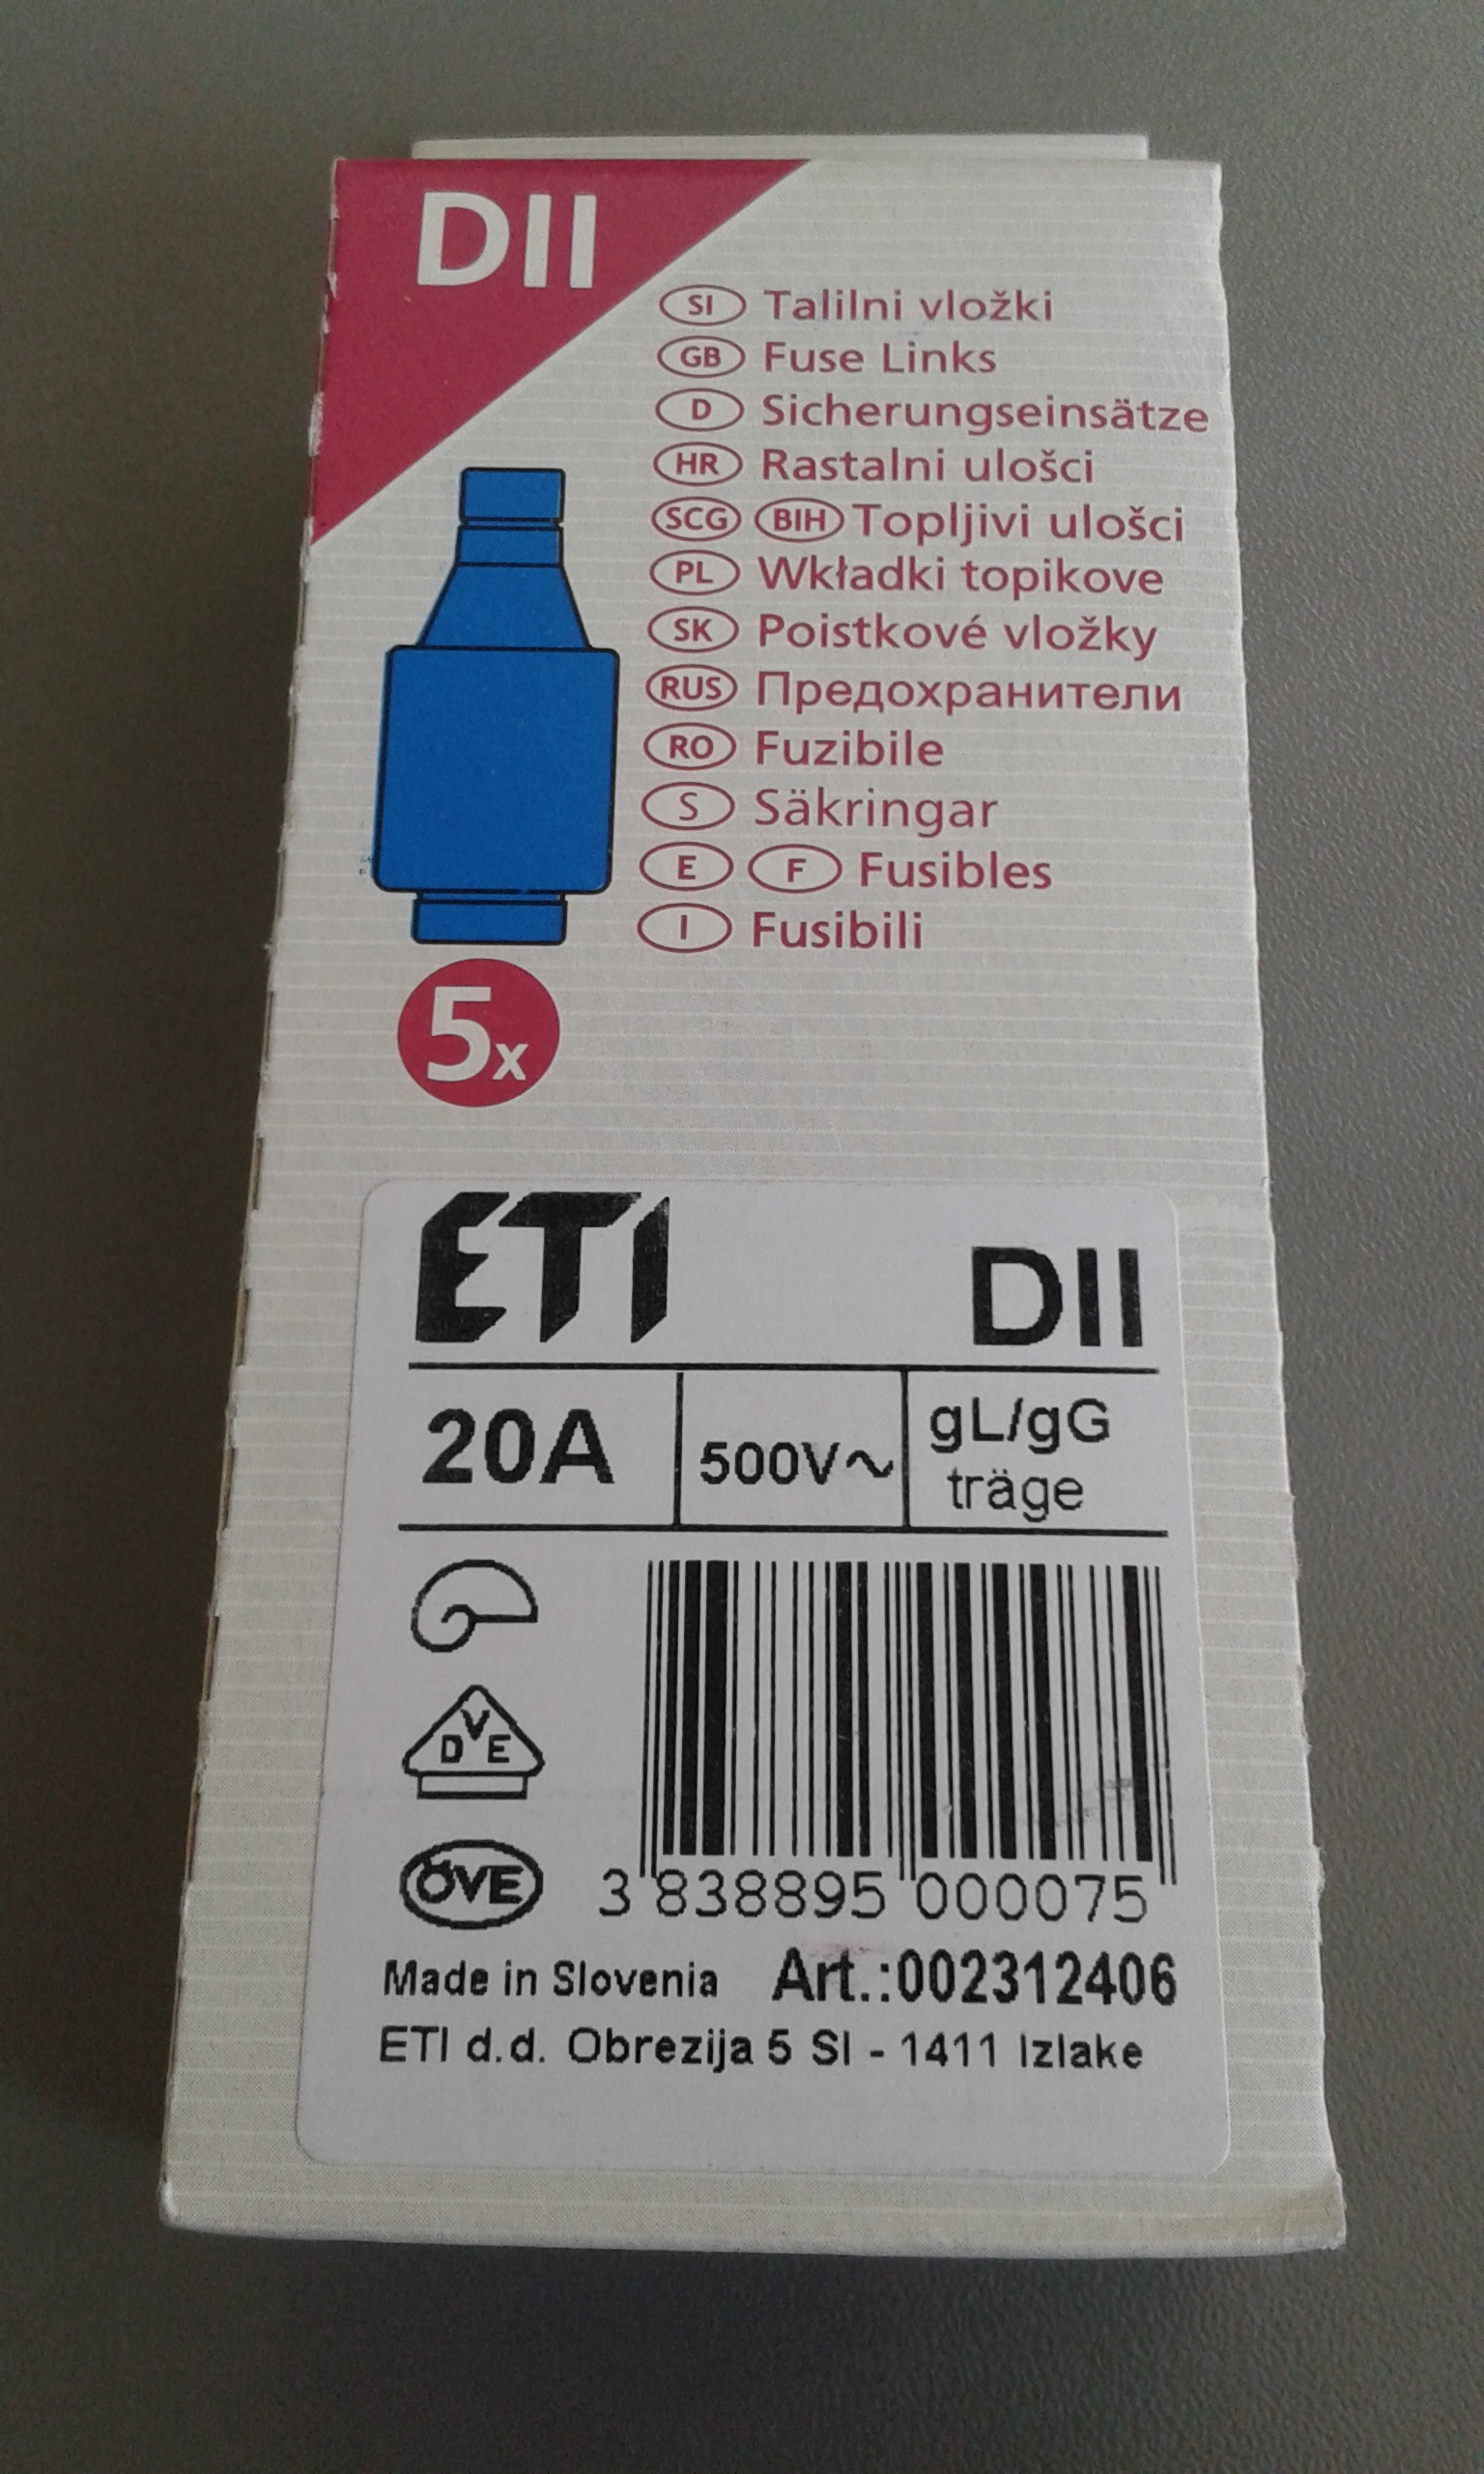 DII
SI Talilni vložki
GB Fuse Links
D Sicherungseinsätze
HR Rastalni ulošci
SCG BIH Topljivi ulošci
PL Wkładki topikove
SK Poistkové vložky
RUS Предохранители
RO Fuzibile
S Säkringar
E F Fusibles
I Fusibili
5x
ETI DII
20A 500V~ gL/gG
träge
DVE
ÖVE
3 838895 000075
Made in Slovenia Art.:002312406
ETI d.d. Obrezija 5 SI - 1411 Izlake